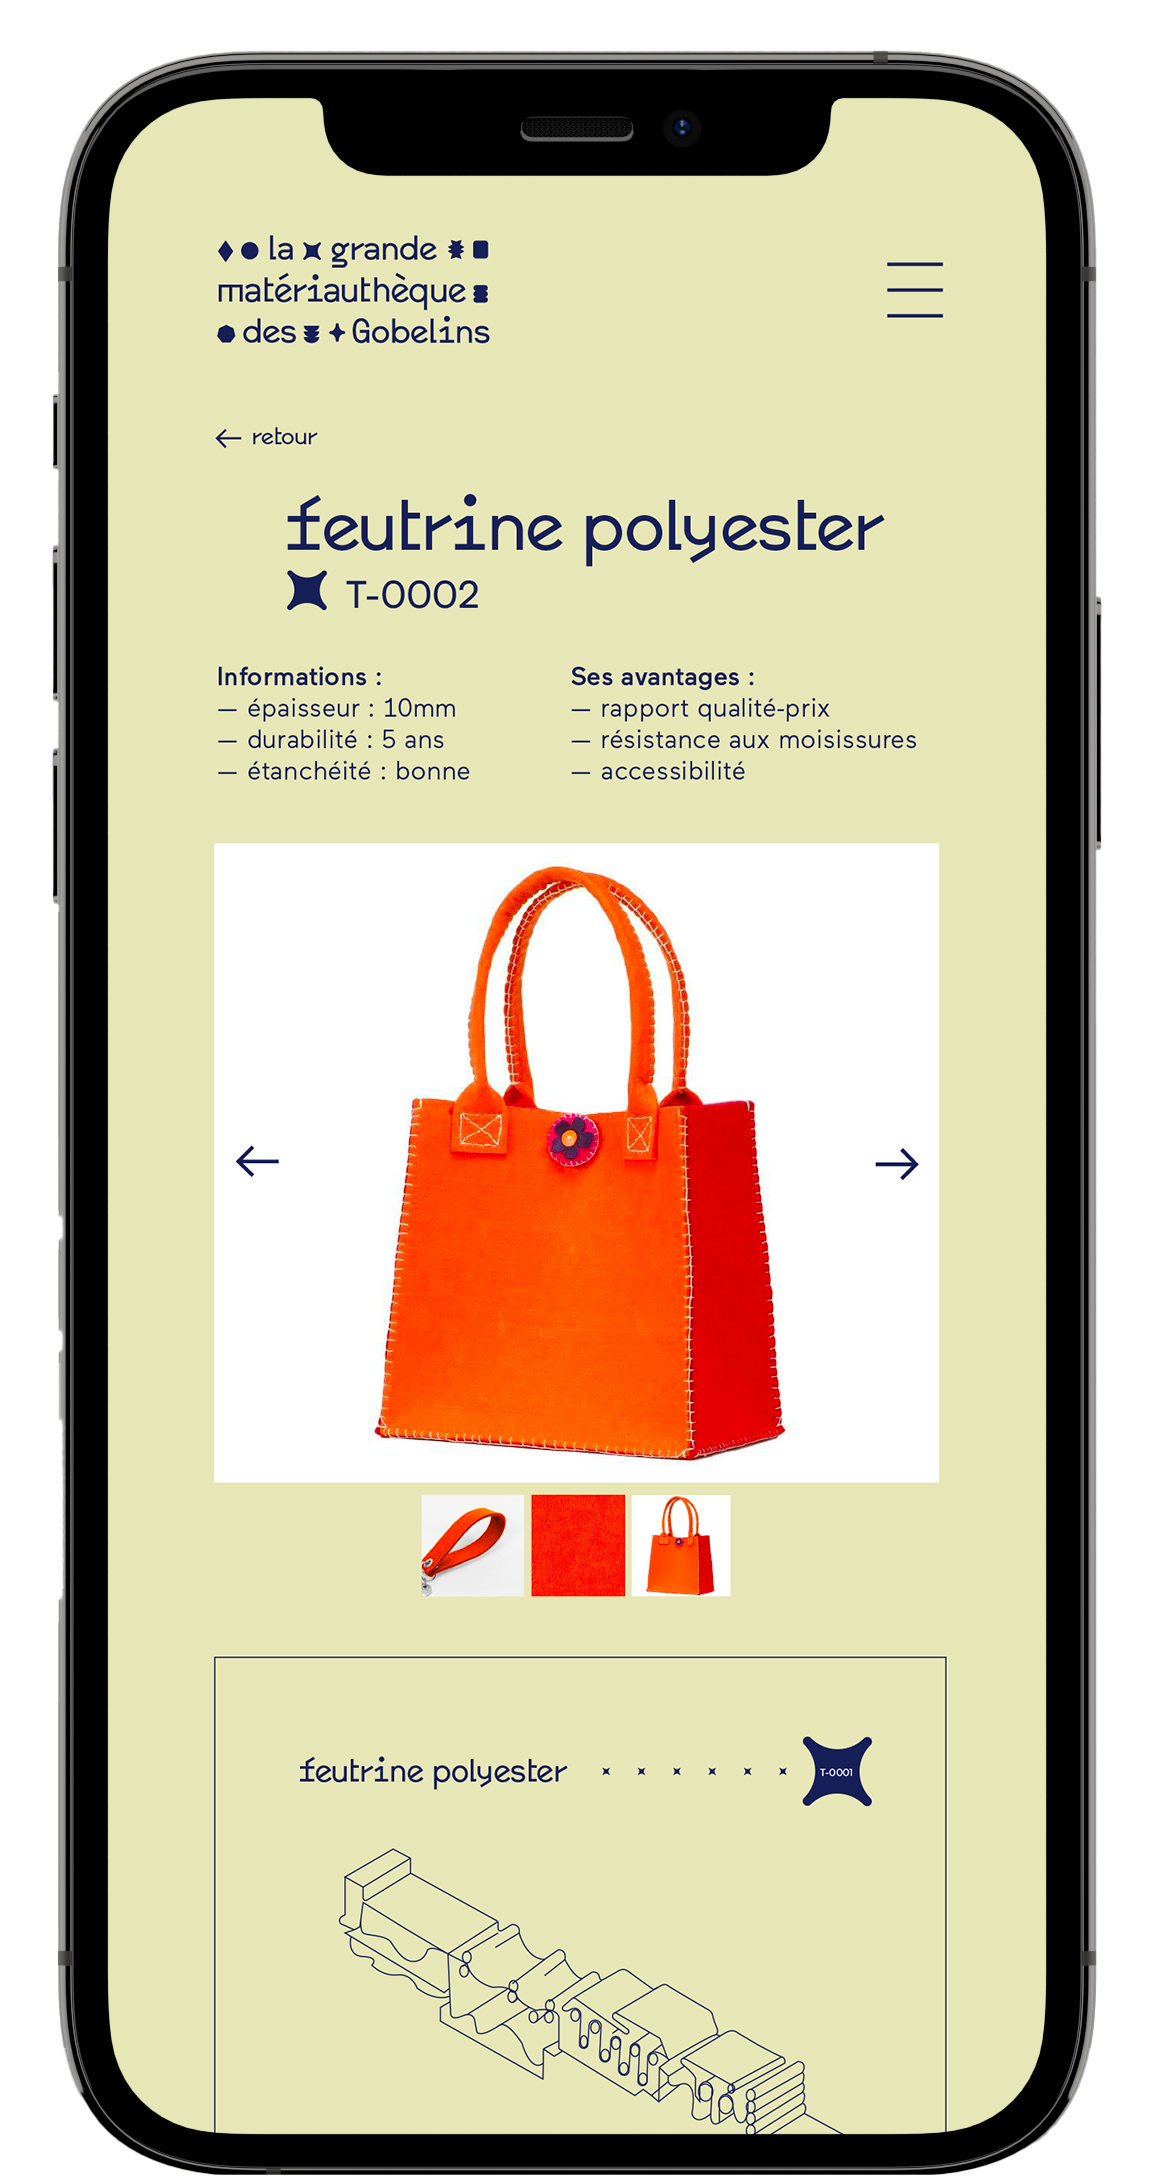 la grande
matériauthèque
des Gobelins
← retour
feutrine polyester
T-0002
Informations :
— épaisseur : 10mm
— durabilité : 5 ans
— étanchéité : bonne
Ses avantages :
— rapport qualité-prix
— résistance aux moisissures
— accessibilité
feutrine polyester
T-0001